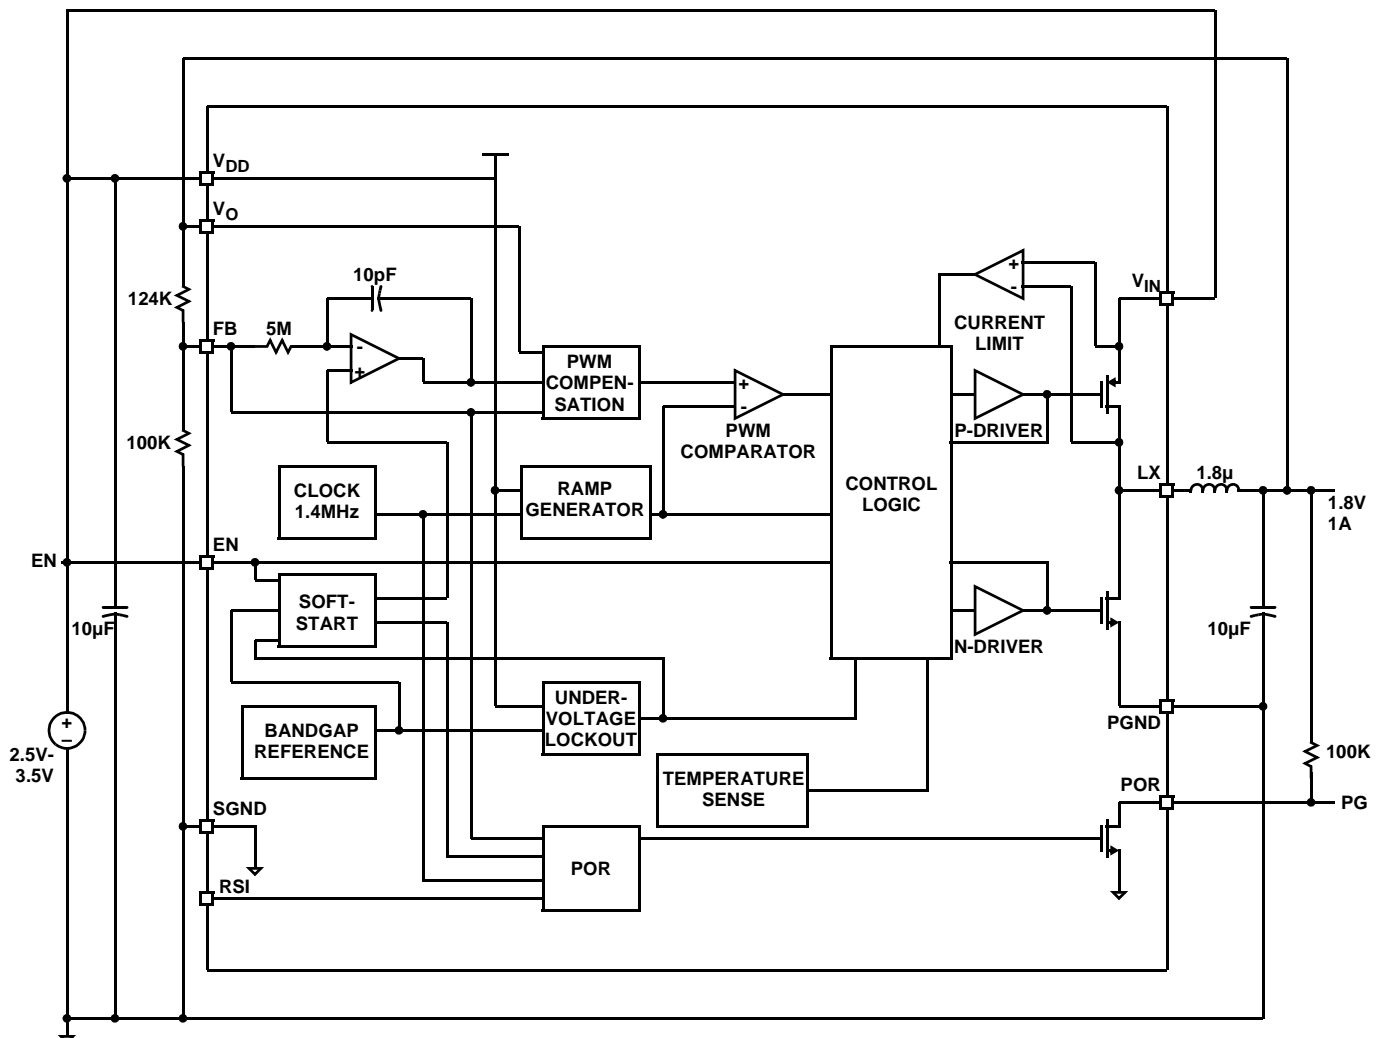 VDD
VO
10pF
124K
FB
5M
-
+
PWM
COMPEN-
SATION
+
-
PWM
COMPARATOR
+
-
CURRENT
LIMIT
VIN
P-DRIVER
100K
CLOCK
1.4MHz
RAMP
GENERATOR
CONTROL
LOGIC
LX
1.8µ
1.8V
1A
EN
EN
SOFT-
START
10µF
N-DRIVER
10µF
UNDER-
VOLTAGE
LOCKOUT
BANDGAP
REFERENCE
PGND
+
–
2.5V-
3.5V
TEMPERATURE
SENSE
100K
POR
PG
SGND
POR
RSI